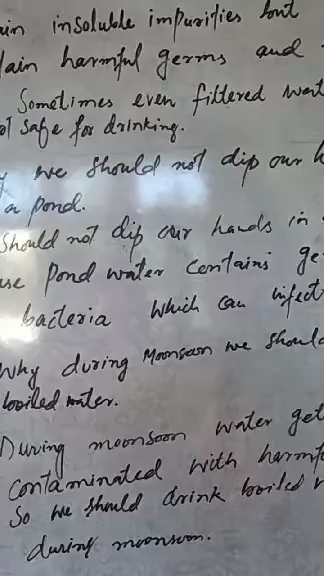 in insoluble impurities but
tain harmful germs and
Sometimes even filtered wat
ot safe for drinking.
we should not dip our h
a pond.
Should not dip our hands in
use Pond water contains ge
bacteria which can infect
Why during Moonsoon we should
boiled water.
During moonsoon water get
contaminated with harmf
So we should drink boiled
during moonsoon.